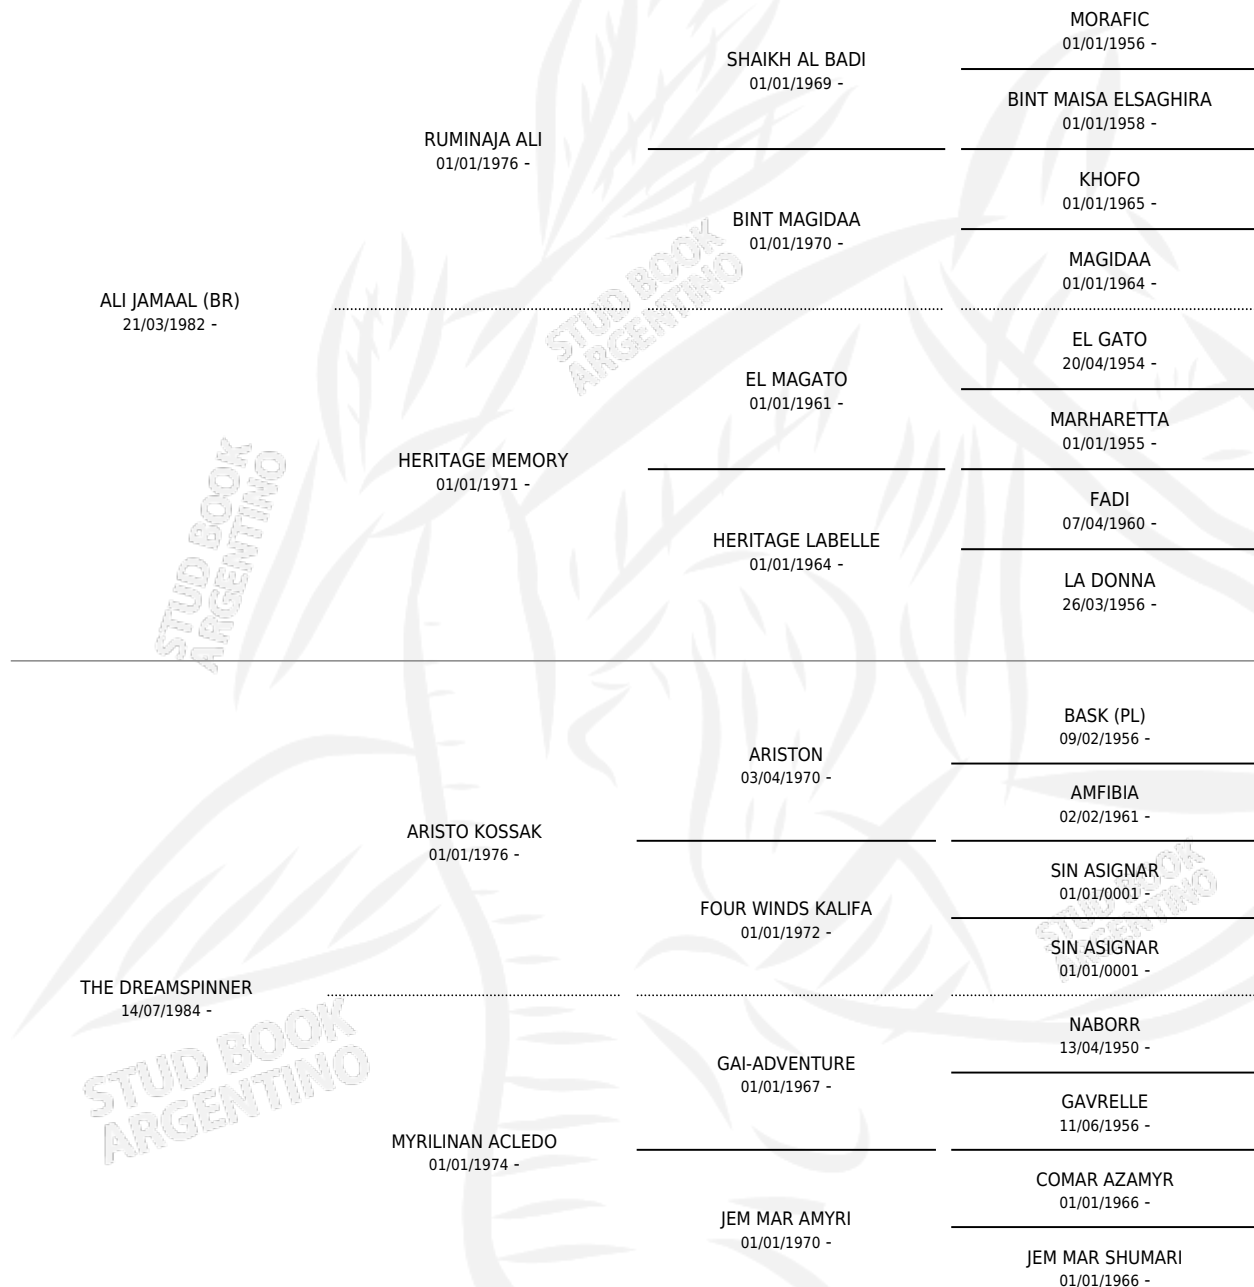 MORAFIC
01/01/1956 -
SHAIKH AL BADI
01/01/1969 -
BINT MAISA ELSAGHIRA
01/01/1958 -
RUMINAJA ALI
01/01/1976 -
KHOFO
01/01/1965 -
BINT MAGIDAA
01/01/1970 -
MAGIDAA
01/01/1964 -
ALI JAMAAL (BR)
21/03/1982 -
EL GATO
20/04/1954 -
EL MAGATO
01/01/1961 -
MARHARETTA
01/01/1955 -
HERITAGE MEMORY
01/01/1971 -
FADI
07/04/1960 -
HERITAGE LABELLE
01/01/1964 -
LA DONNA
26/03/1956 -
BASK (PL)
09/02/1956 -
ARISTON
03/04/1970 -
AMFIBIA
02/02/1961 -
ARISTO KOSSAK
01/01/1976 -
SIN ASIGNAR
01/01/0001 -
FOUR WINDS KALIFA
01/01/1972 -
SIN ASIGNAR
01/01/0001 -
THE DREAMSPINNER
14/07/1984 -
NABORR
13/04/1950 -
GAI-ADVENTURE
01/01/1967 -
GAVRELLE
11/06/1956 -
MYRILINAN ACLEDO
01/01/1974 -
COMAR AZAMYR
01/01/1966 -
JEM MAR AMYRI
01/01/1970 -
JEM MAR SHUMARI
01/01/1966 -
STUD BOOK
ARGENTINO
STUD BOOK
ARGENTINO
STUD BOOK
ARGENTINO
STUD BOOK
ARGENTINO